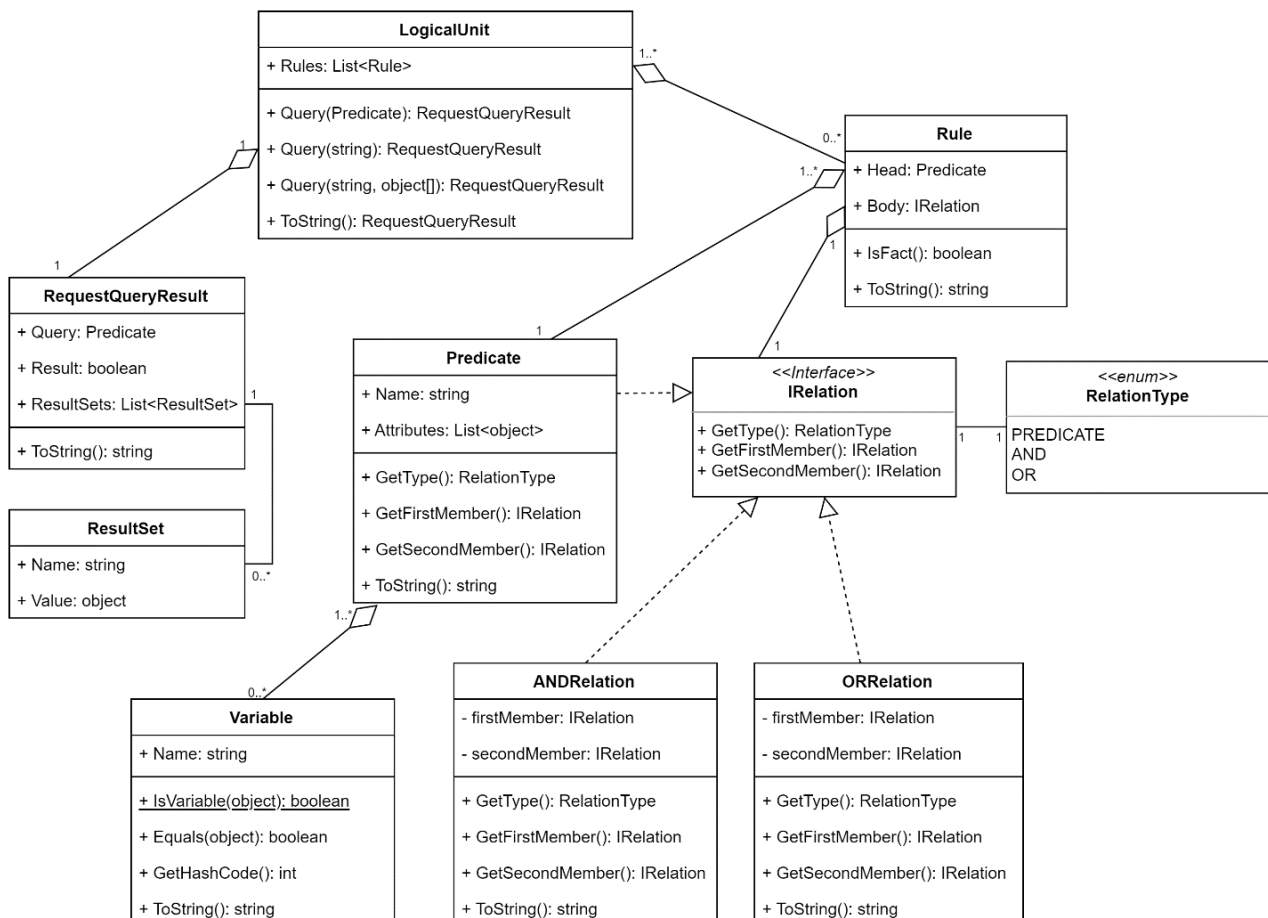 LogicalUnit
+ Rules: List<Rule>
+ Query(Predicate): RequestQueryResult
+ Query(string): RequestQueryResult
+ Query(string, object[]): RequestQueryResult
+ ToString(): RequestQueryResult
1..*
0..*
1
1
Rule
+ Head: Predicate
+ Body: IRelation
+ IsFact(): boolean
+ ToString(): string
1..*
1
1
1
RequestQueryResult
+ Query: Predicate
+ Result: boolean
+ ResultSets: List<ResultSet>
+ ToString(): string
1
0..*
ResultSet
+ Name: string
+ Value: object
Predicate
+ Name: string
+ Attributes: List<object>
+ GetType(): RelationType
+ GetFirstMember(): IRelation
+ GetSecondMember(): IRelation
+ ToString(): string
1..*
0..*
<<Interface>>
IRelation
+ GetType(): RelationType
+ GetFirstMember(): IRelation
+ GetSecondMember(): IRelation
1
1
<<enum>>
RelationType
PREDICATE
AND
OR
Variable
+ Name: string
+ IsVariable(object): boolean
+ Equals(object): boolean
+ GetHashCode(): int
+ ToString(): string
ANDRelation
- firstMember: IRelation
- secondMember: IRelation
+ GetType(): RelationType
+ GetFirstMember(): IRelation
+ GetSecondMember(): IRelation
+ ToString(): string
ORRelation
- firstMember: IRelation
- secondMember: IRelation
+ GetType(): RelationType
+ GetFirstMember(): IRelation
+ GetSecondMember(): IRelation
+ ToString(): string